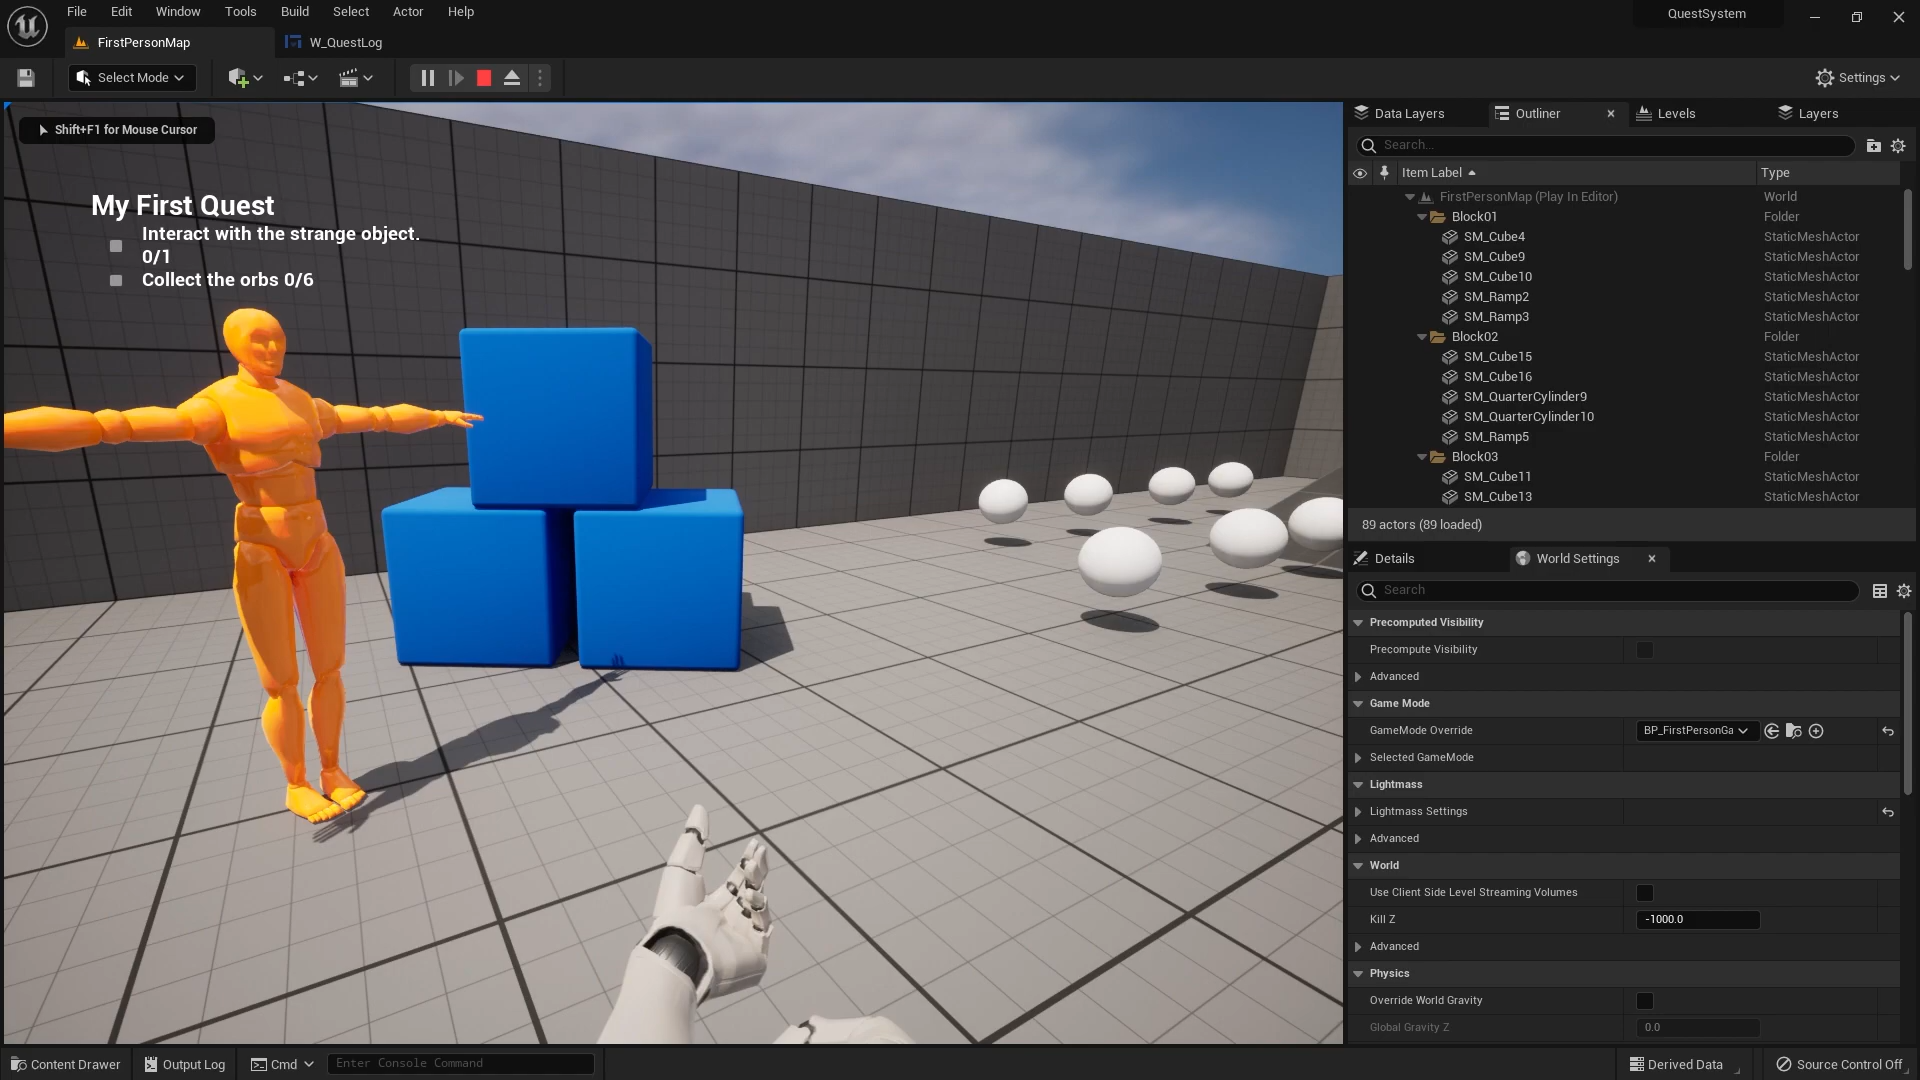 File Edit Window Tools Build Select Actor Help
QuestSystem
FirstPersonMap
W_QuestLog
Select Mode
Settings
Shift+F1 for Mouse Cursor
My First Quest
Interact with the strange object.
0/1
Collect the orbs 0/6
Data Layers
Outliner
Levels
Layers
Search...
Item Label Type
FirstPersonMap (Play In Editor) World
Block01 Folder
SM_Cube4 StaticMeshActor
SM_Cube9 StaticMeshActor
SM_Cube10 StaticMeshActor
SM_Ramp2 StaticMeshActor
SM_Ramp3 StaticMeshActor
Block02 Folder
SM_Cube15 StaticMeshActor
SM_Cube16 StaticMeshActor
SM_QuarterCylinder9 StaticMeshActor
SM_QuarterCylinder10 StaticMeshActor
SM_Ramp5 StaticMeshActor
Block03 Folder
SM_Cube11 StaticMeshActor
SM_Cube13 StaticMeshActor
89 actors (89 loaded)
Details
World Settings
Search
Precomputed Visibility
Precompute Visibility
Advanced
Game Mode
GameMode Override BP_FirstPersonGa
Selected GameMode
Lightmass
Lightmass Settings
Advanced
World
Use Client Side Level Streaming Volumes
Kill Z -1000.0
Advanced
Physics
Override World Gravity
Global Gravity Z 0.0
Content Drawer
Output Log
Cmd
Enter Console Command
Derived Data
Source Control Off